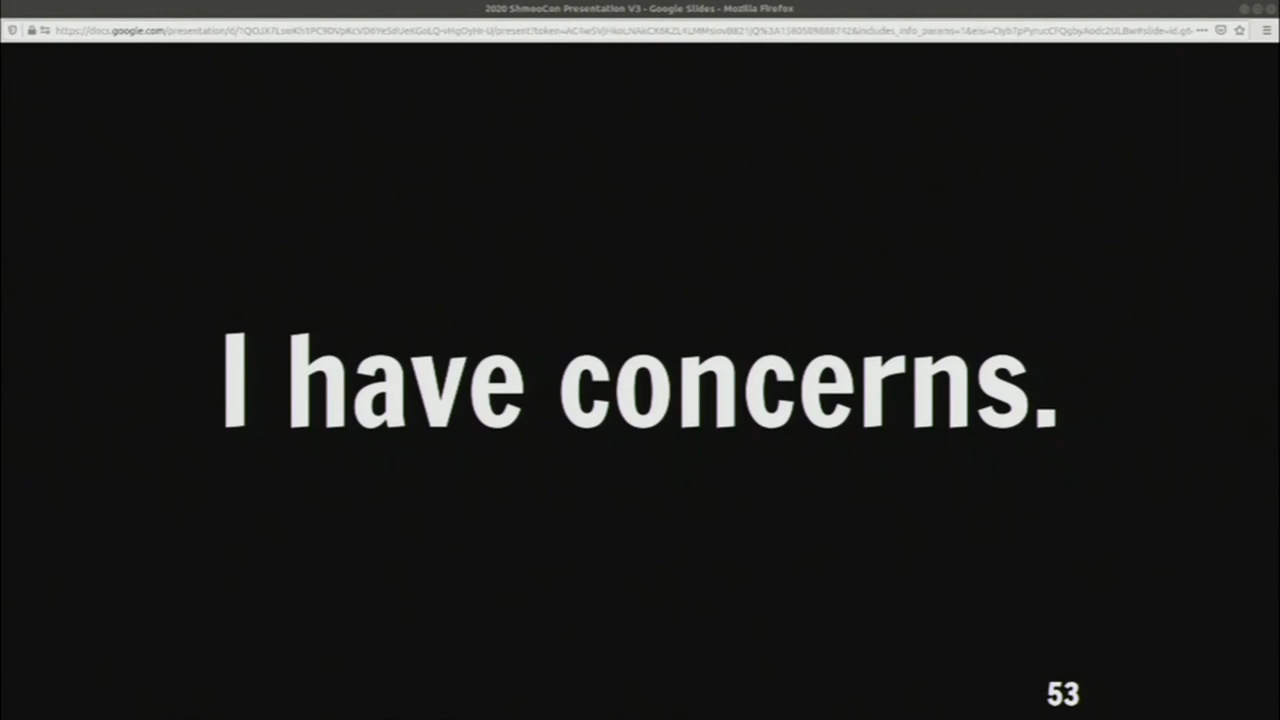 2020 ShmooCon Presentation V3 - Google Slides - Mozilla Firefox
I have concerns.
53